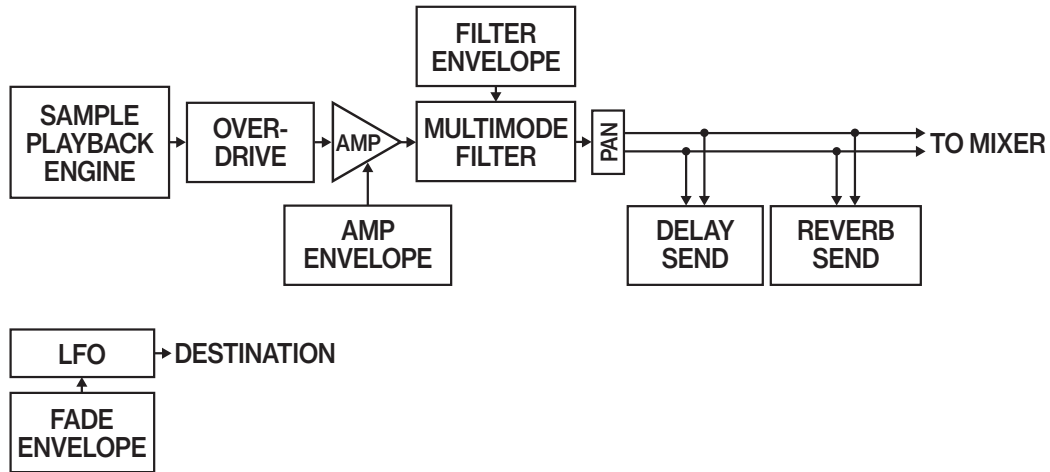 FILTER
ENVELOPE
SAMPLE
PLAYBACK
ENGINE
OVER-
DRIVE
AMP
MULTIMODE
FILTER
PAN
TO MIXER
AMP
ENVELOPE
DELAY
SEND
REVERB
SEND
LFO
DESTINATION
FADE
ENVELOPE